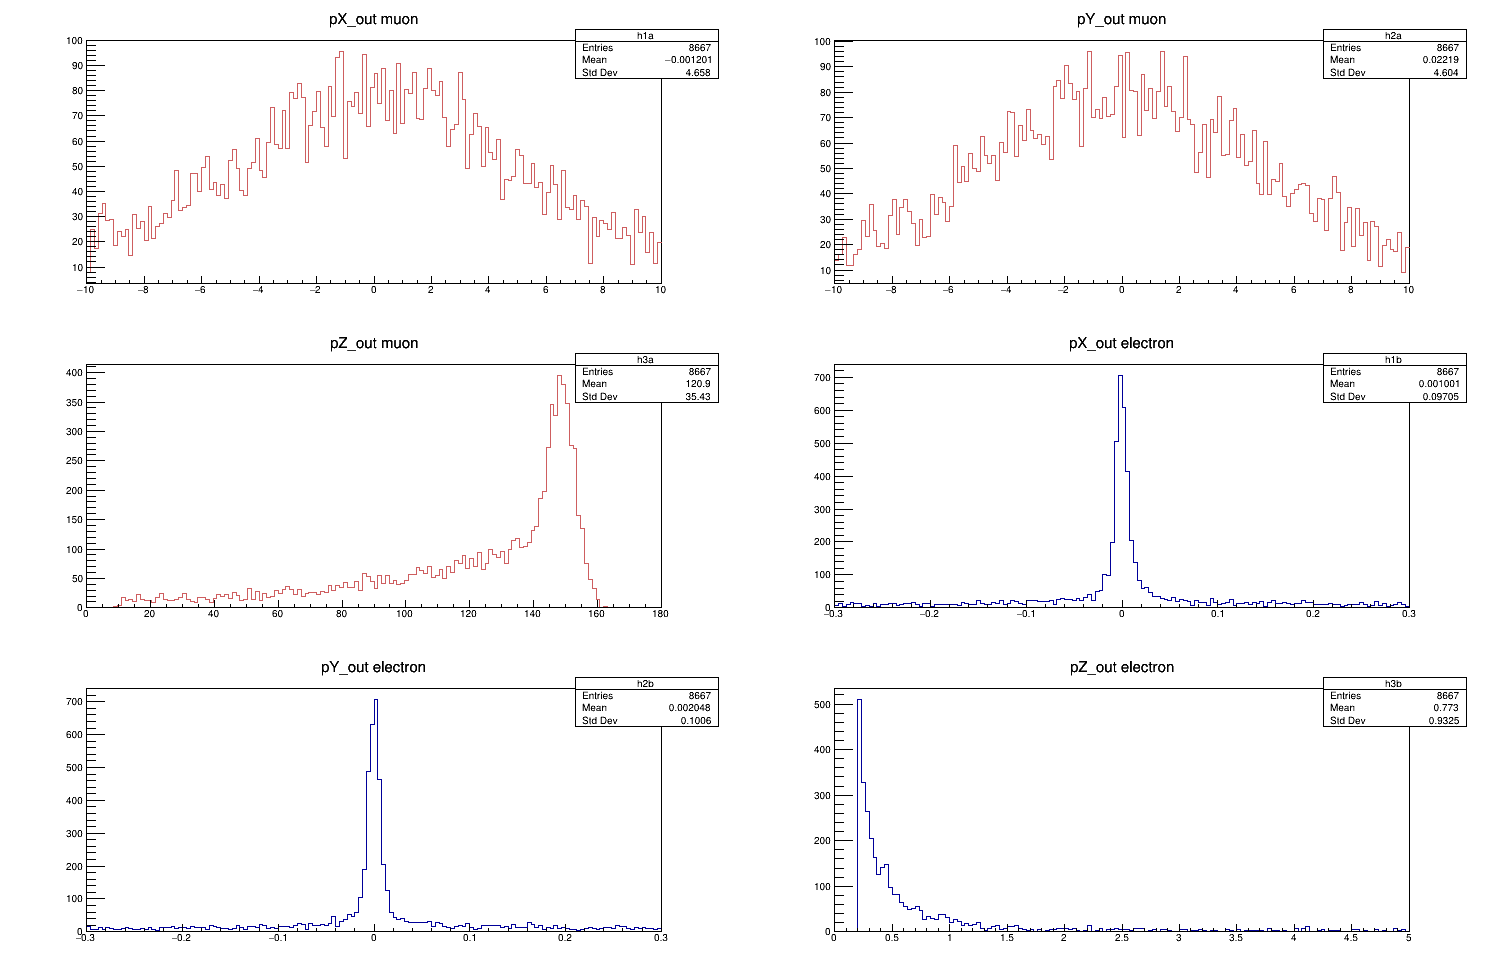 pX_out muon
h1a
Entries 8667
Mean −0.001201
Std Dev 4.658
100
90
80
70
60
50
40
30
20
10
−10 −8 −6 −4 −2 0 2 4 6 8 10
pY_out muon
h2a
Entries 8667
Mean 0.02219
Std Dev 4.604
100
90
80
70
60
50
40
30
20
10
−10 −8 −6 −4 −2 0 2 4 6 8 10
pZ_out muon
h3a
Entries 8667
Mean 120.9
Std Dev 35.43
400
350
300
250
200
150
100
50
0
0 20 40 60 80 100 120 140 160 180
pX_out electron
h1b
Entries 8667
Mean 0.001001
Std Dev 0.09705
700
600
500
400
300
200
100
0
−0.3 −0.2 −0.1 0 0.1 0.2 0.3
pY_out electron
h2b
Entries 8667
Mean 0.002048
Std Dev 0.1006
700
600
500
400
300
200
100
0
−0.3 −0.2 −0.1 0 0.1 0.2 0.3
pZ_out electron
h3b
Entries 8667
Mean 0.773
Std Dev 0.9325
500
400
300
200
100
0
0 0.5 1 1.5 2 2.5 3 3.5 4 4.5 5